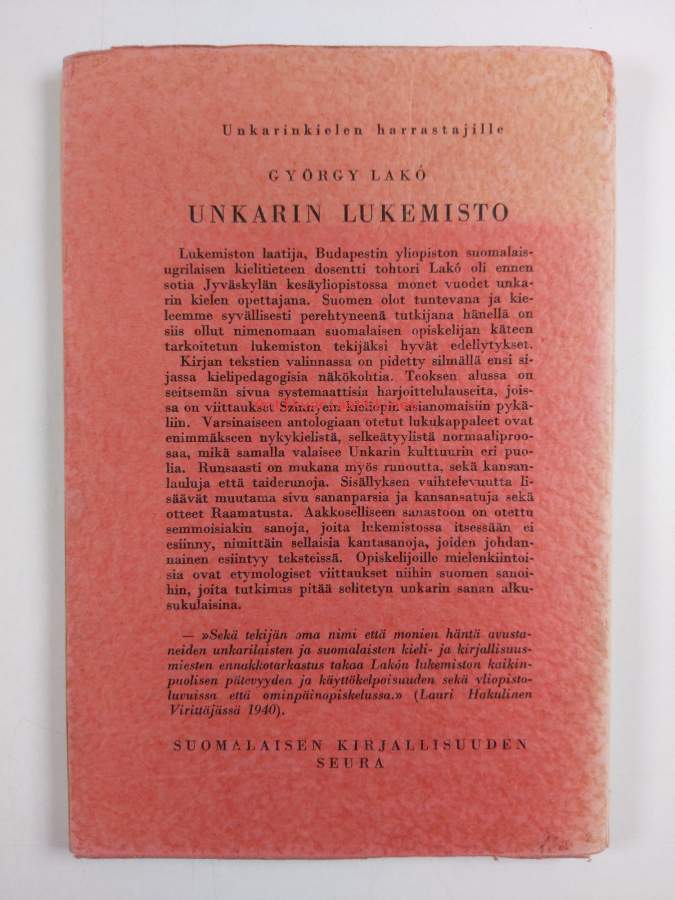 Unkarinkielen harrastajille
GYÖRGY LAKÓ
UNKARIN LUKEMISTO
Lukemiston laatija, Budapestin yliopiston suomalais-
ugrilaisen kielitieteen dosentti tohtori Lakó oli ennen
sotia Jyväskylän kesäyliopistossa monet vuodet unka-
rin kielen opettajana. Suomen olot tuntevana ja kie-
leemme syvällisesti perehtyneenä tutkijana hänellä on
siis ollut nimenomaan suomalaisen opiskelijan käteen
tarkoitetun lukemiston tekijäksi hyvät edellytykset.
Kirjan tekstien valinnassa on pidetty silmällä ensi si-
jassa kielipedagogisia näkökohtia. Teoksen alussa on
seitsemän sivua systemaattisia harjoittelulauseita, jois-
sa on viittaukset Szinnyein kieliopin asianomaisiin pykä-
liin. Varsinaiseen antologiaan otetut lukukappaleet ovat
enimmäkseen nykykielistä, selkeätyylistä normaaliproo-
saa, mikä samalla valaisee Unkarin kulttuurin eri puo-
lia. Runsaasti on mukana myös runoutta, sekä kansan-
lauluja että taiderunoja. Sisällyksen vaihtelevuutta li-
säävät muutama sivu sananparsia ja kansansatuja sekä
otteet Raamatusta. Aakkoselliseen sanastoon on otettu
semmoisiakin sanoja, joita lukemistossa itsessään ei
esiinny, nimittäin sellaisia kantasanoja, joiden johdan-
nainen esiintyy teksteissä. Opiskelijoille mielenkiintoi-
sia ovat etymologiset viittaukset niihin suomen sanoi-
hin, joita tutkimus pitää selitetyn unkarin sanan alku-
sukulaisina.
— »Sekä tekijän oma nimi että monien häntä avusta-
neiden unkarilaisten ja suomalaisten kieli- ja kirjallisuus-
miesten ennakkotarkastus takaa Lakón lukemiston kaikin-
puolisen pätevyyden ja käyttökelpoisuuden sekä yliopisto-
luvuissa että ominpäinopiskelussa.» (Lauri Hakulinen
Virittäjässä 1940).
SUOMALAISEN KIRJALLISUUDEN
SEURA